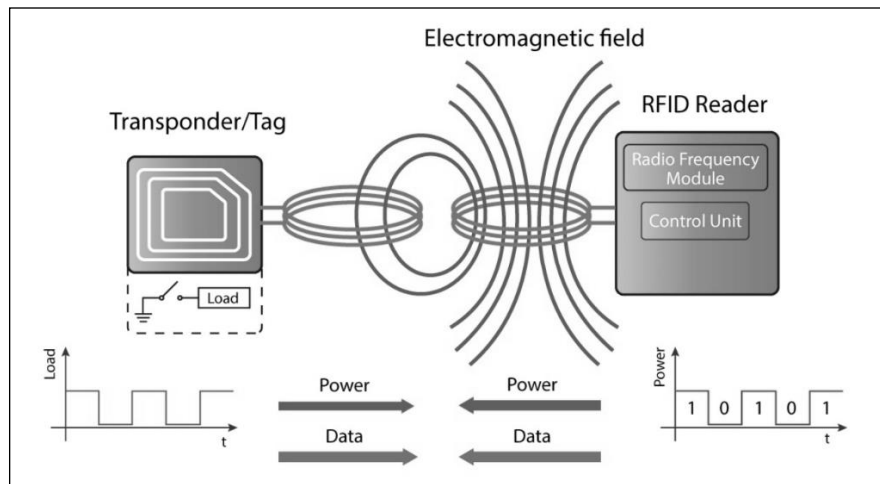 Electromagnetic field
RFID Reader
Transponder/Tag
Radio Frequency
Module
Control Unit
Load
Load
t
Power
Power
Data
Data
Power
1 0 1 0 1
t